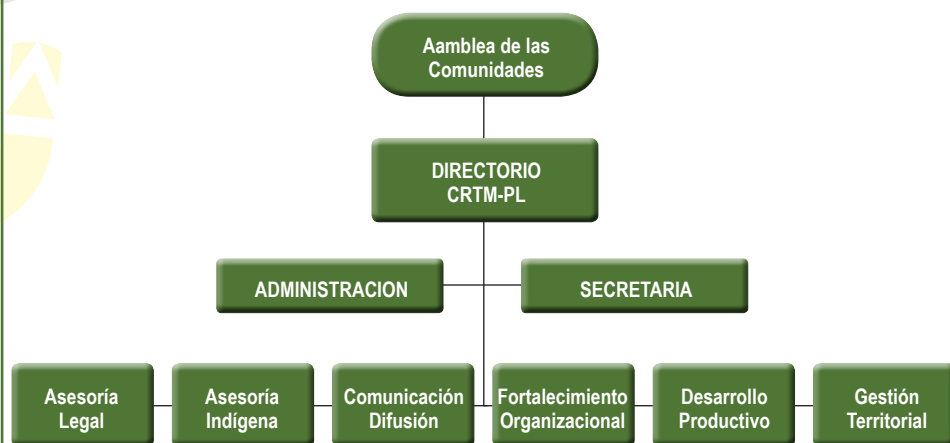 Aamblea de las
Comunidades
DIRECTORIO
CRTM-PL
ADMINISTRACION
SECRETARIA
Asesoría
Legal
Asesoría
Indígena
Comunicación
Difusión
Fortalecimiento
Organizacional
Desarrollo
Productivo
Gestión
Territorial